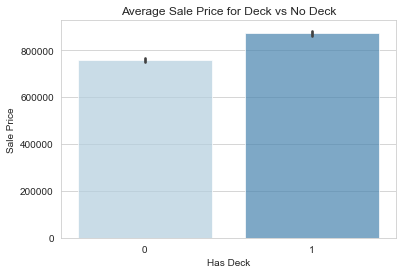 Average Sale Price for Deck vs No Deck
800000
600000
400000
200000
0
Sale Price
0 1
Has Deck